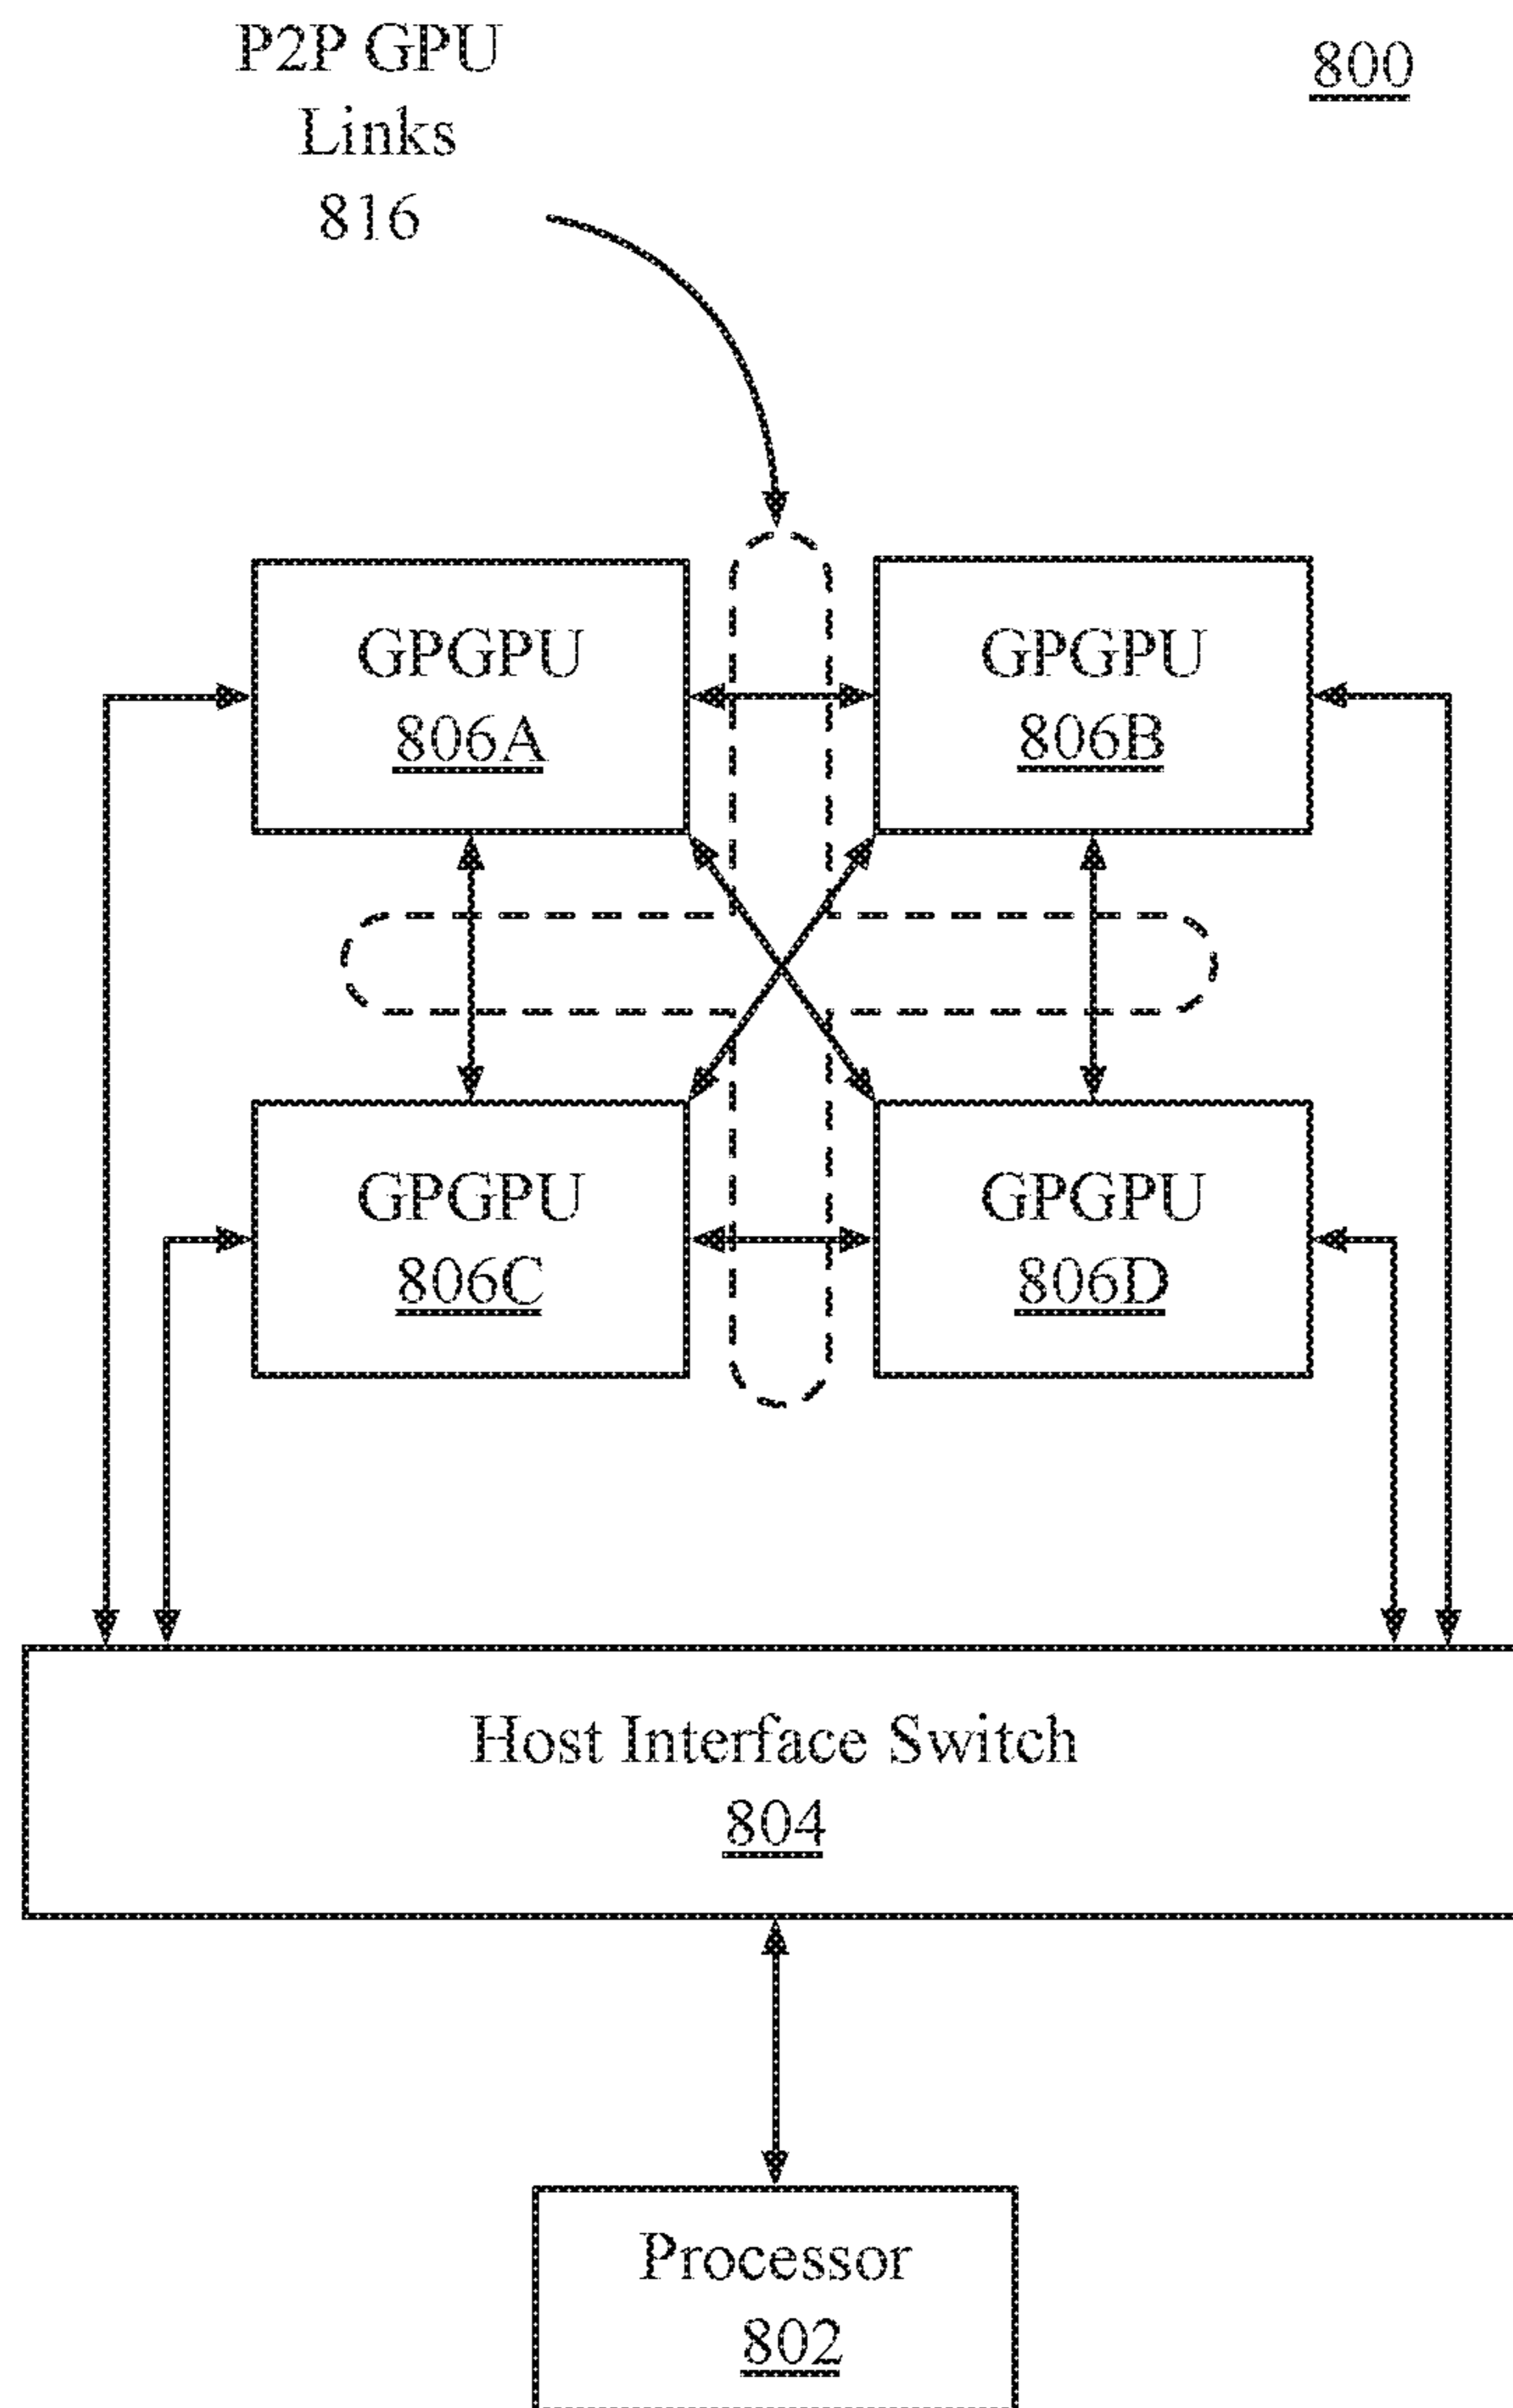 P2P GPU
Links
816
800
GPGPU
806A
GPGPU
806B
GPGPU
806C
GPGPU
806D
Host Interface Switch
804
Processor
802